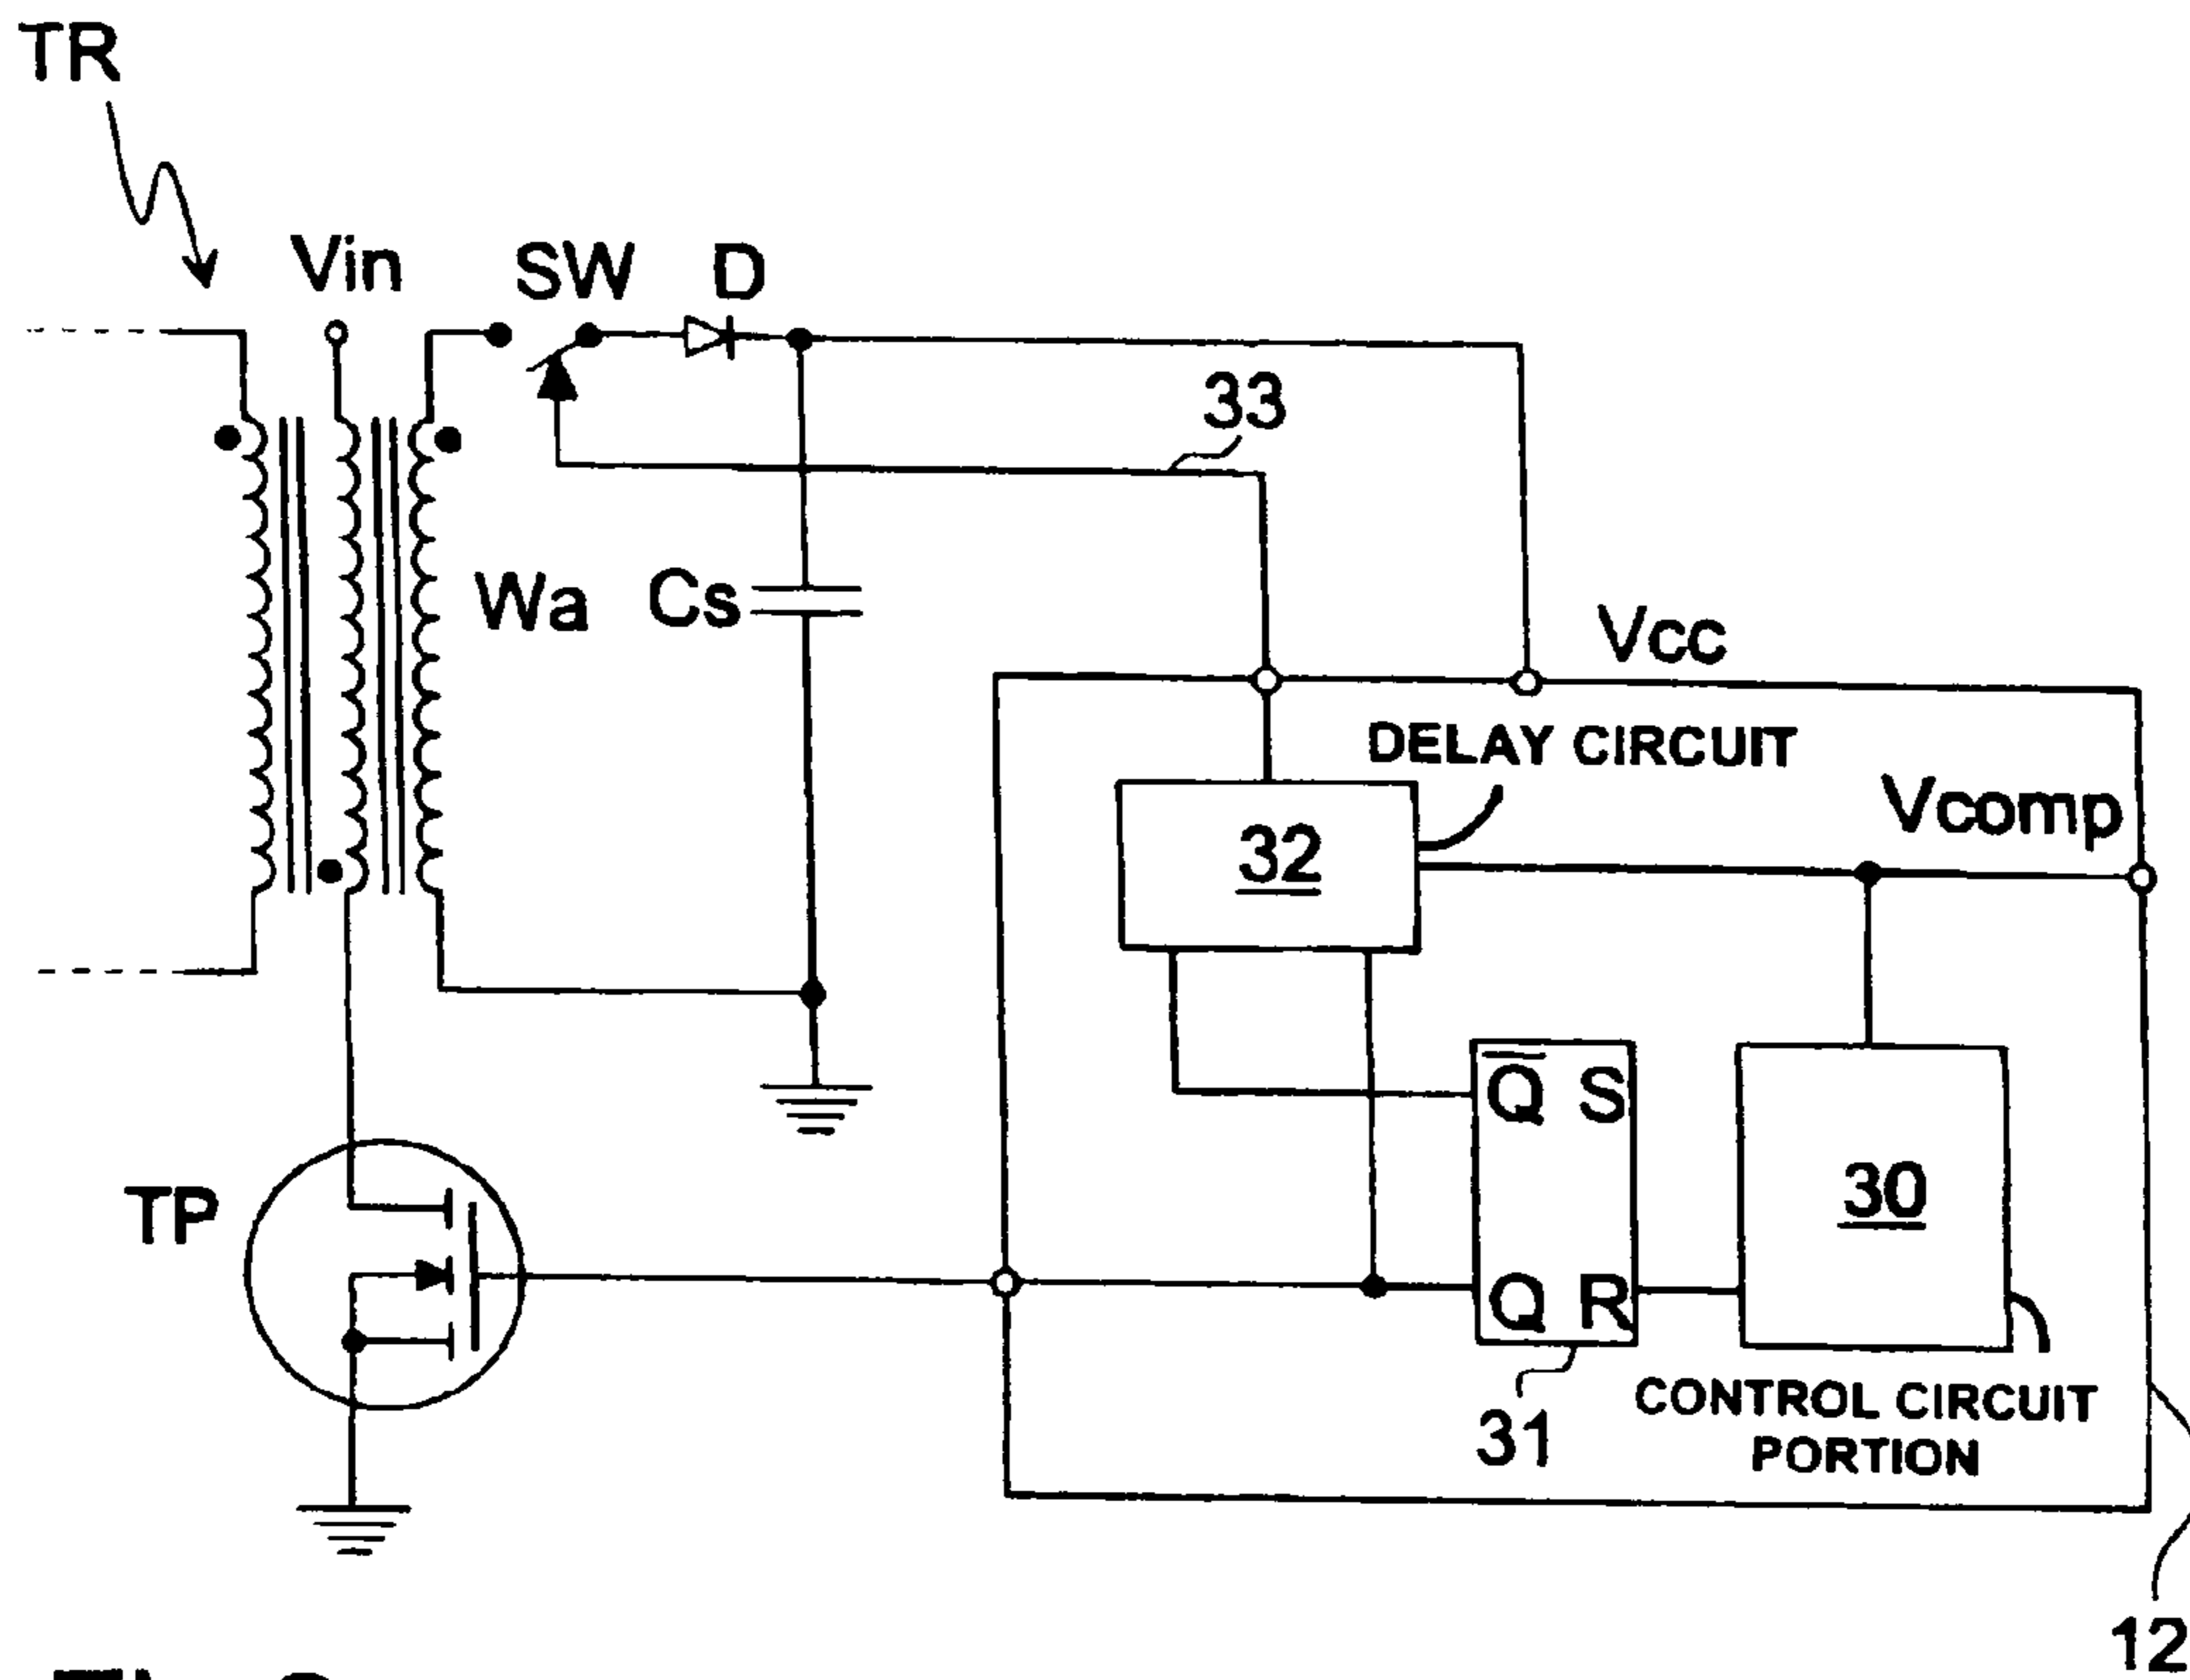 TR
Vin
SW
D
33
Wa
Cs
Vcc
DELAY CIRCUIT
Vcomp
32
Q S
30
TP
Q R
31
CONTROL CIRCUIT
PORTION
12